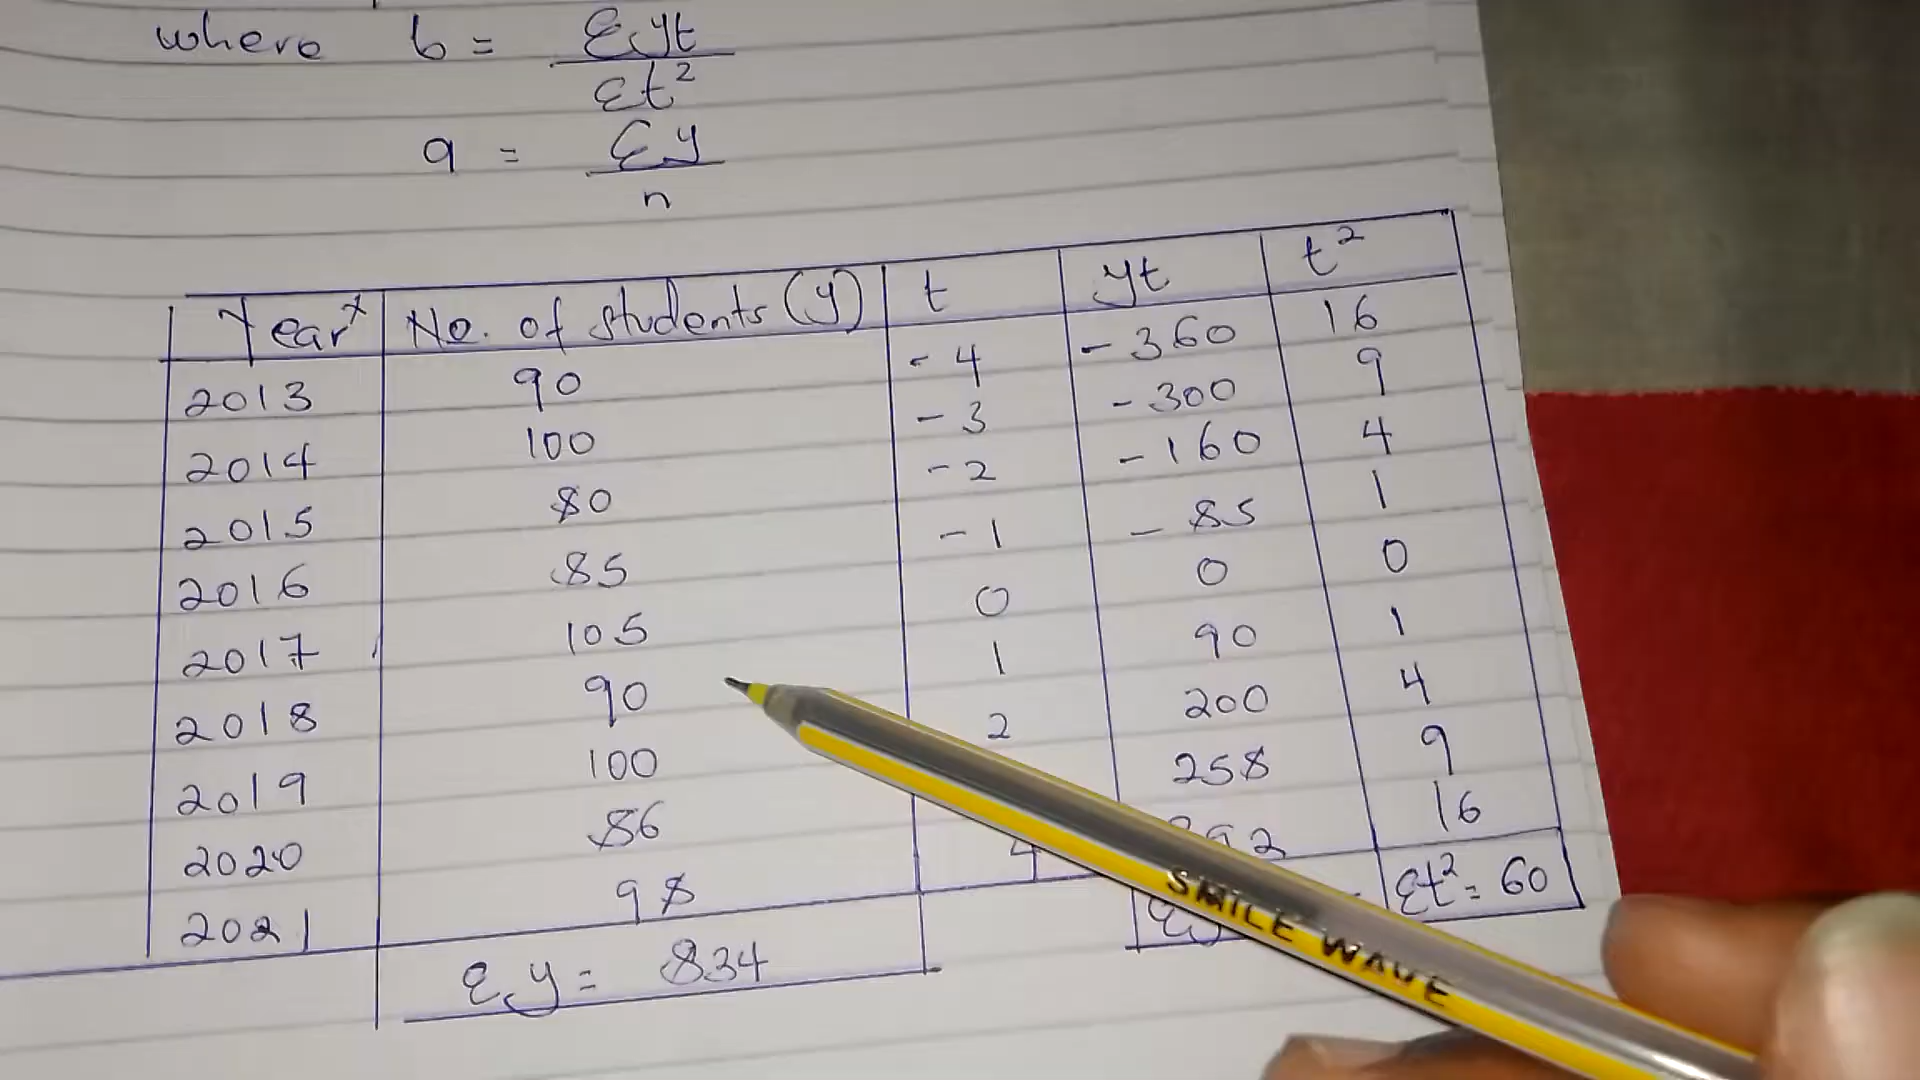 where b = Σyt
Σt²
a = Σy
n
Year x No. of students (y) t yt t²
2013 90 -4 -360 16
2014 100 -3 -300 9
2015 80 -2 -160 4
2016 85 -1 -85 1
2017 105 0 0 0
2018 90 1 90 1
2019 100 2 200 4
2020 86 258 9
2021 98 4 16
Σy = 834 Σt² = 60
SMILE WAVE